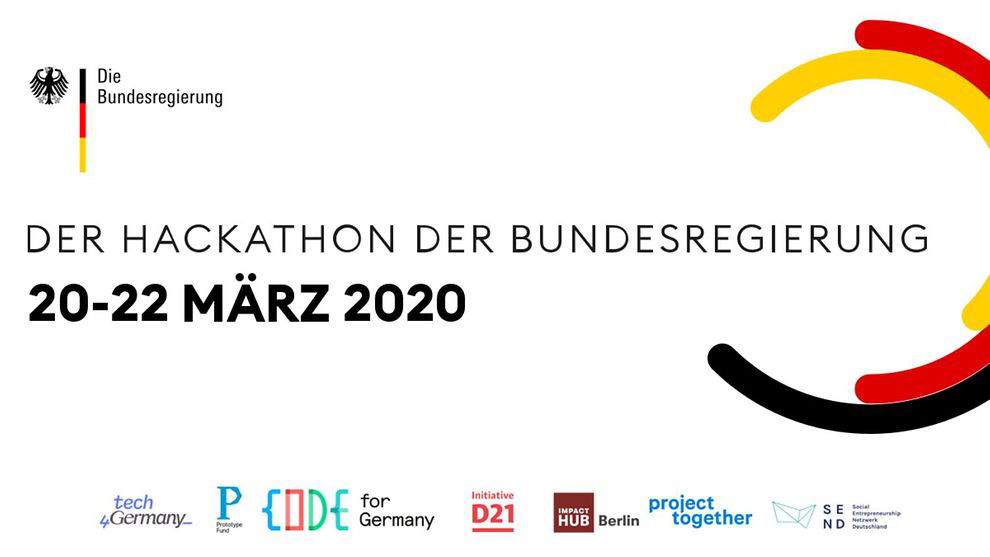 Die
Bundesregierung
DER HACKATHON DER BUNDESREGIERUNG
20-22 MÄRZ 2020
tech
4Germany_
P
Prototype
Fund
{CODE
for
Germany
Initiative
D21
IMPACT
HUB
Berlin
project
together
SE
ND
Social
Entrepreneurship
Netzwerk
Deutschland